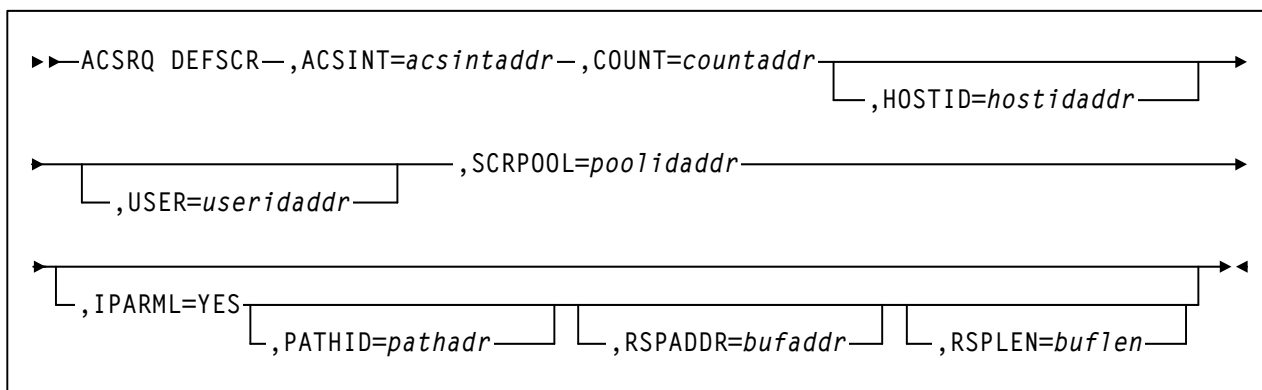 ACSRQ DEFSCR ,ACSINT=acsintaddr ,COUNT=countaddr
,HOSTID=hostidaddr
,SCRPOOL=poolidaddr
,USER=useridaddr
,IPARML=YES
,PATHID=pathadr ,RSPADDR=bufaddr ,RSPLEN=buflen